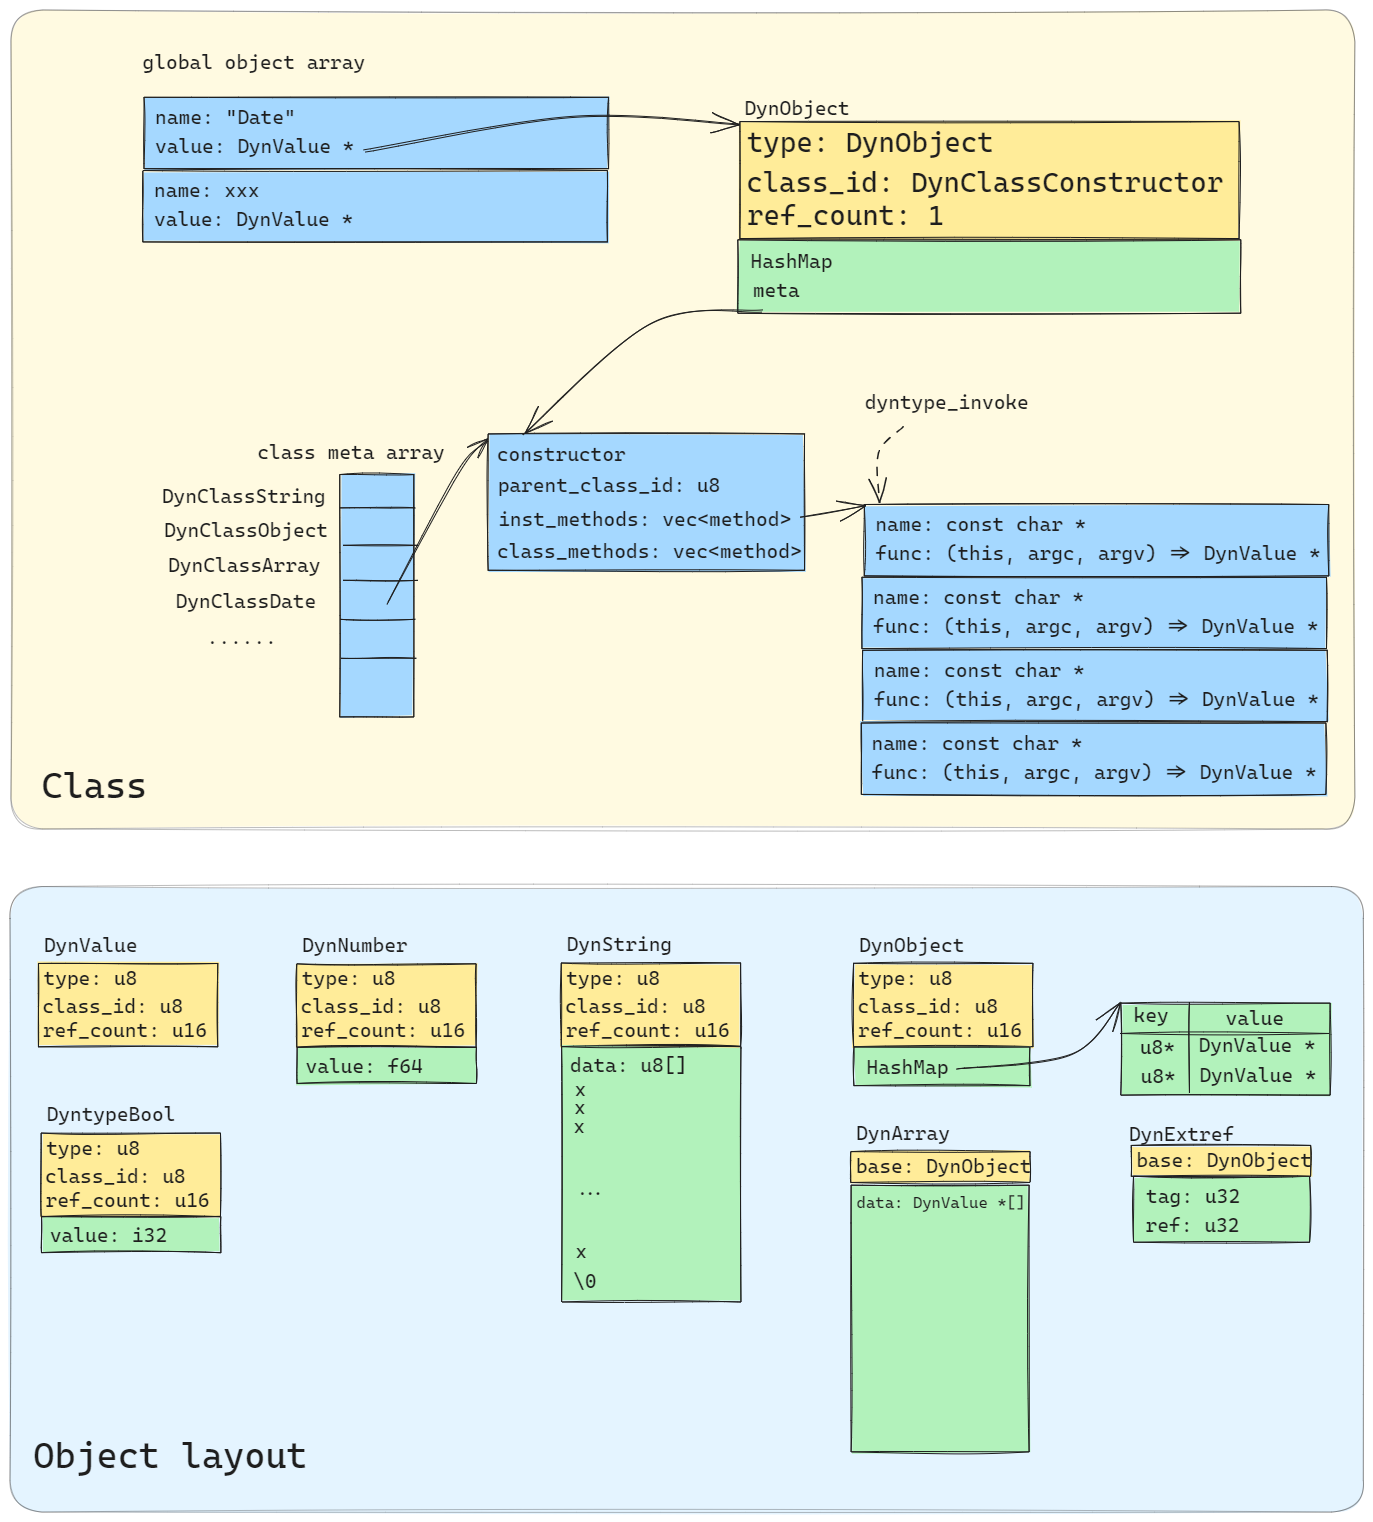 global object array
name: "Date"
value: DynValue *
name: xxx
value: DynValue *
DynObject
type: DynObject
class_id: DynClassConstructor
ref_count: 1
HashMap
meta
class meta array
DynClassString
DynClassObject
DynClassArray
DynClassDate
......
constructor
parent_class_id: u8
inst_methods: vec<method>
class_methods: vec<method>
dyntype_invoke
name: const char *
func: (this, argc, argv) => DynValue *
name: const char *
func: (this, argc, argv) => DynValue *
name: const char *
func: (this, argc, argv) => DynValue *
name: const char *
func: (this, argc, argv) => DynValue *
Class
DynValue
type: u8
class_id: u8
ref_count: u16
DynNumber
type: u8
class_id: u8
ref_count: u16
value: f64
DynString
type: u8
class_id: u8
ref_count: u16
data: u8[]
x
x
x
...
x
\0
DynObject
type: u8
class_id: u8
ref_count: u16
HashMap
key value
u8* DynValue *
u8* DynValue *
DyntypeBool
type: u8
class_id: u8
ref_count: u16
value: i32
DynArray
base: DynObject
data: DynValue *[]
DynExtref
base: DynObject
tag: u32
ref: u32
Object layout